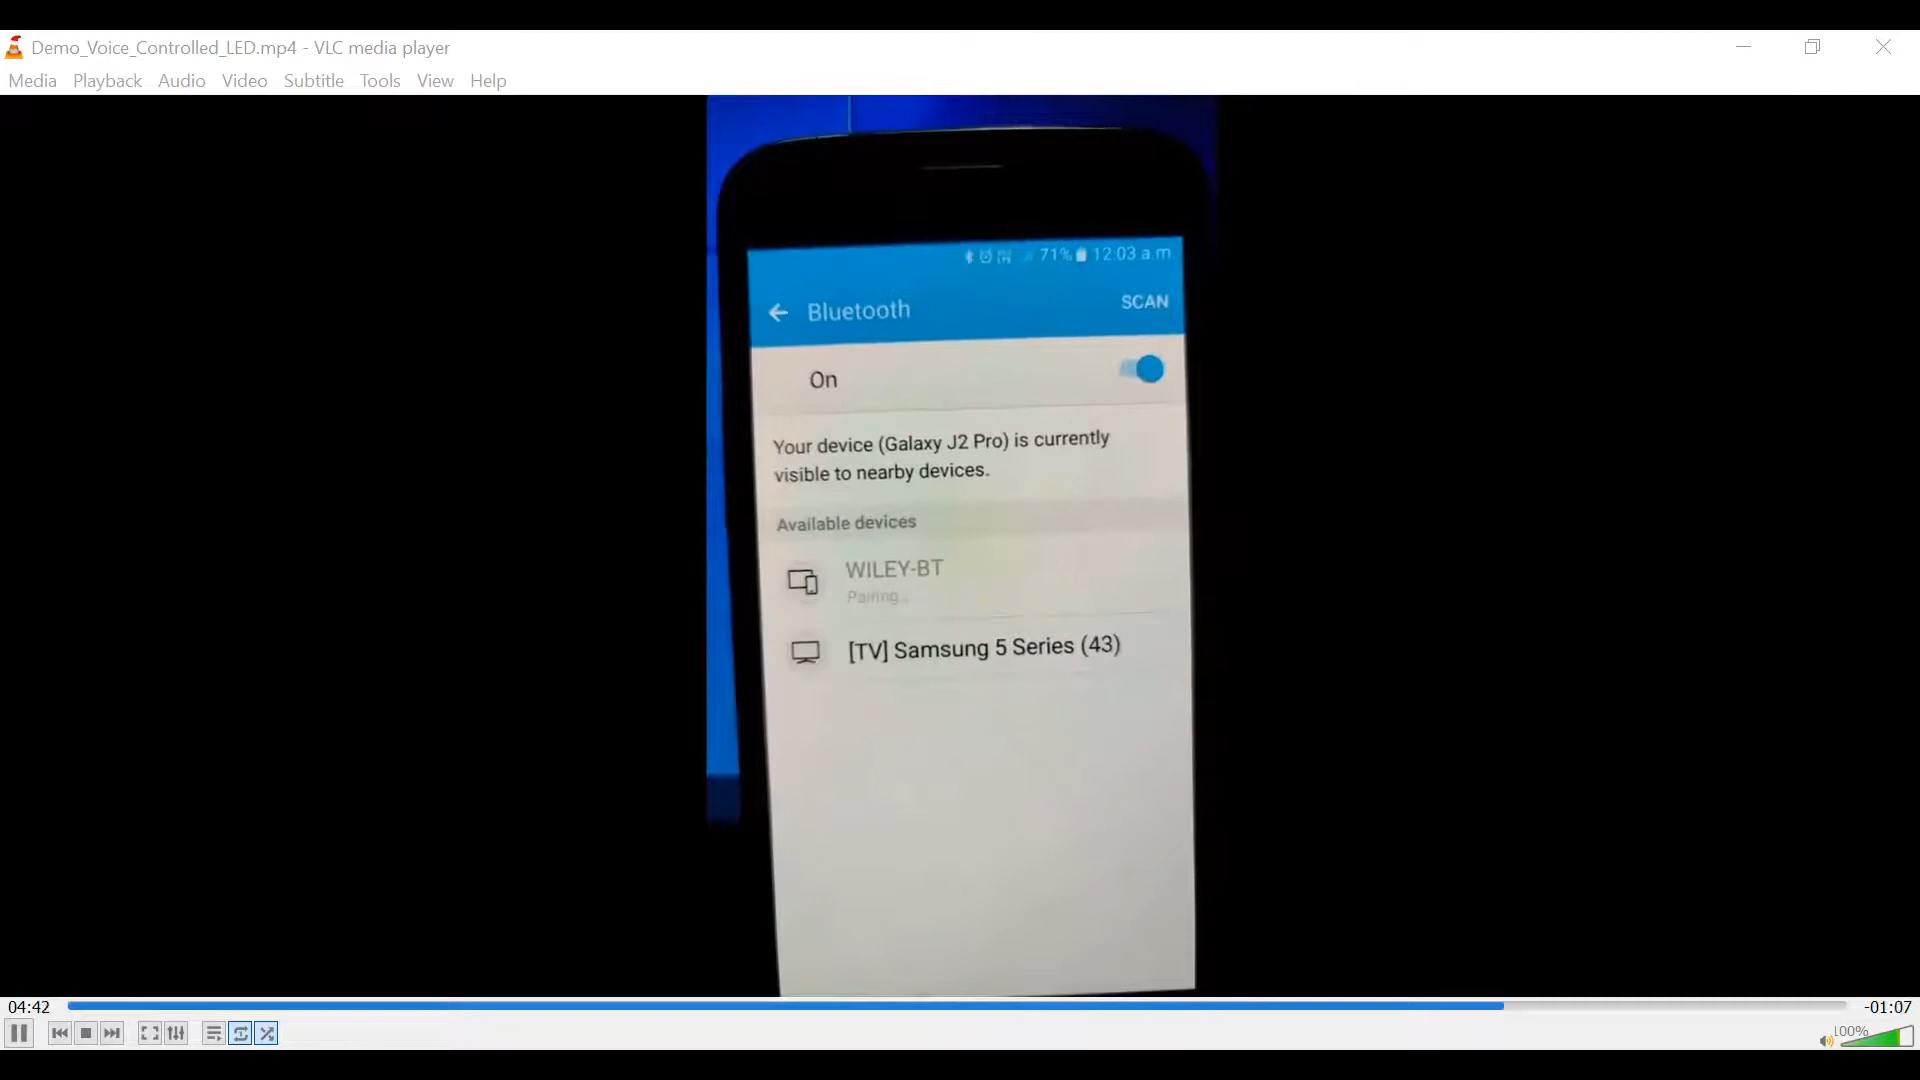 Demo_Voice_Controlled_LED.mp4 - VLC media player
Media Playback Audio Video Subtitle Tools View Help
71% 12:03 a.m.
Bluetooth SCAN
On
Your device (Galaxy J2 Pro) is currently
visible to nearby devices.
Available devices
WILEY-BT
Pairing...
[TV] Samsung 5 Series (43)
04:42 -01:07
100%